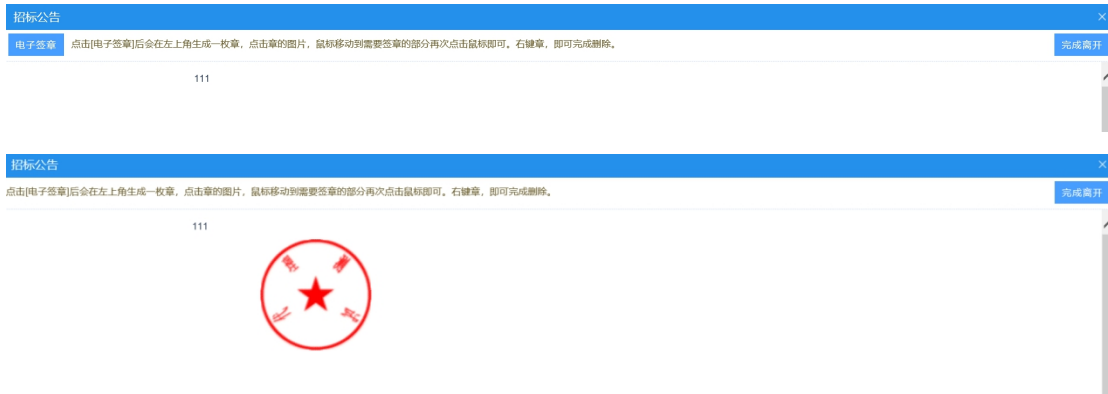 招标公告
电子签章 点击[电子签章]后会在左上角生成一枚章，点击章的图片，鼠标移动到需要签章的部分再次点击鼠标即可。右键章，即可完成删除。 完成离开
111
招标公告
点击[电子签章]后会在左上角生成一枚章，点击章的图片，鼠标移动到需要签章的部分再次点击鼠标即可。右键章，即可完成删除。 完成离开
111